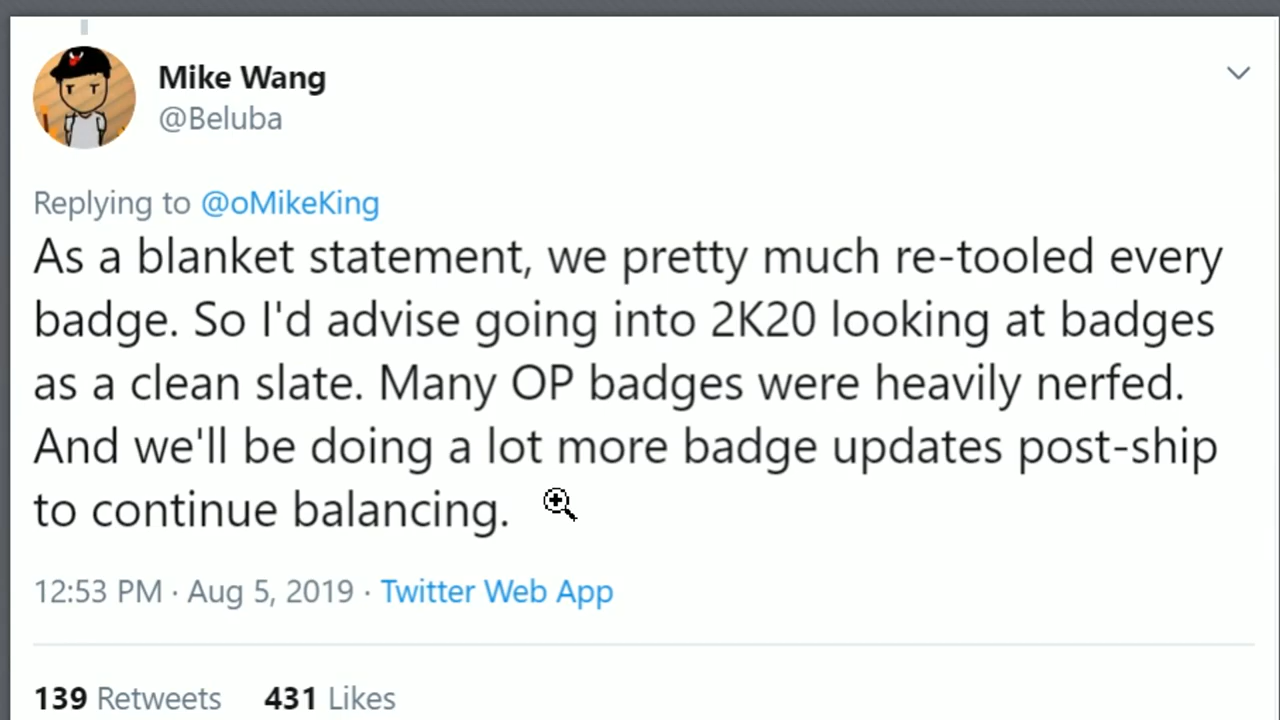 Mike Wang
@Beluba
Replying to @oMikeKing
As a blanket statement, we pretty much re-tooled every
badge. So I'd advise going into 2K20 looking at badges
as a clean slate. Many OP badges were heavily nerfed.
And we'll be doing a lot more badge updates post-ship
to continue balancing.
12:53 PM · Aug 5, 2019 · Twitter Web App
139 Retweets 431 Likes